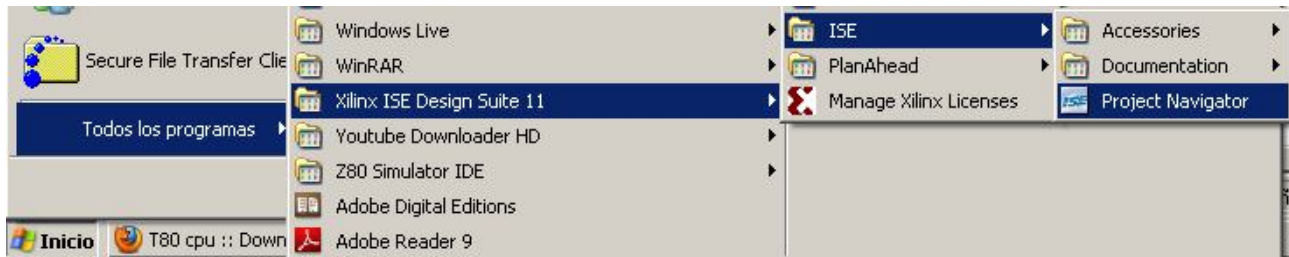 Secure File Transfer Clie
Todos los programas
Inicio
T80 cpu :: Down
Windows Live
WinRAR
Xilinx ISE Design Suite 11
Youtube Downloader HD
Z80 Simulator IDE
Adobe Digital Editions
Adobe Reader 9
ISE
PlanAhead
Manage Xilinx Licenses
Accessories
Documentation
ISE Project Navigator